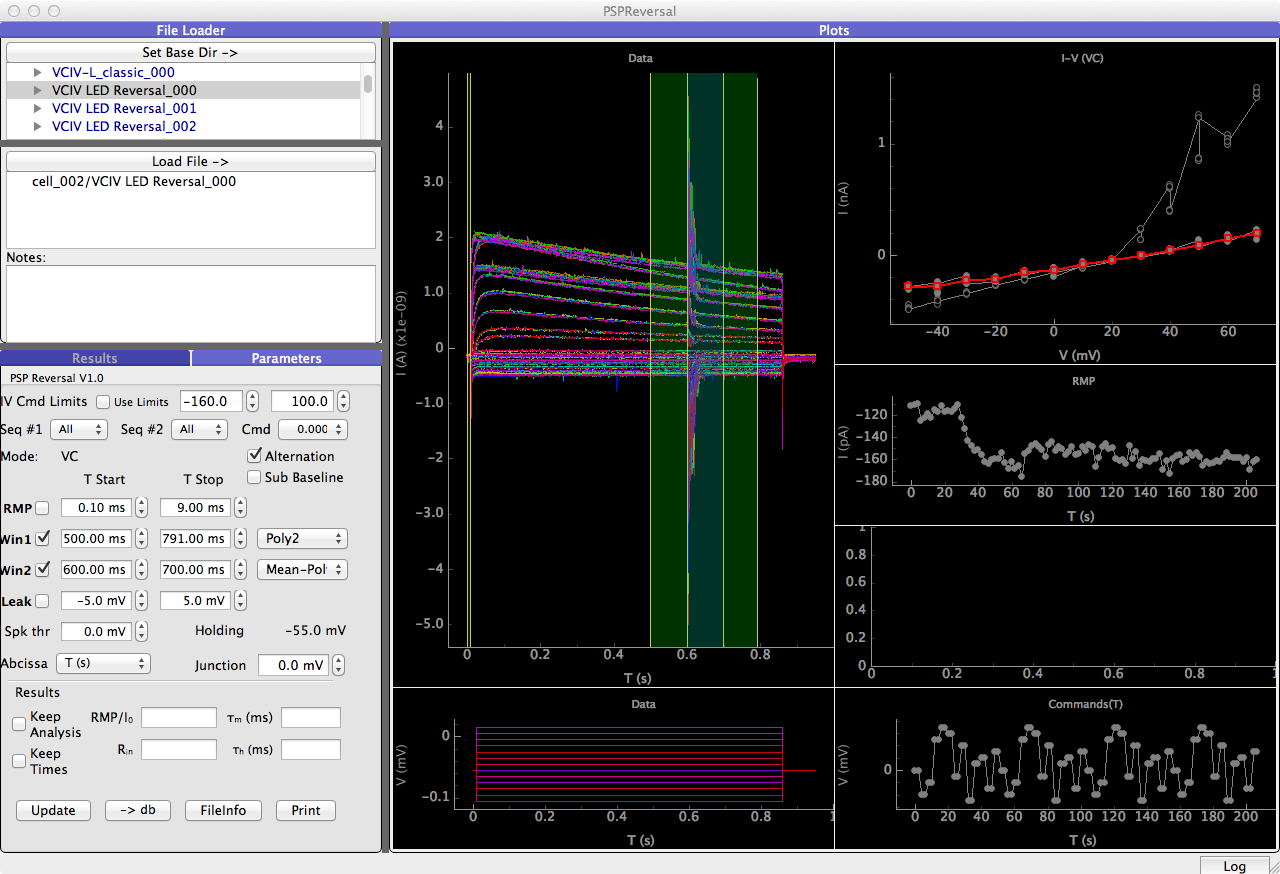 PSPReversal
File Loader
Set Base Dir ->
VCIV-L_classic_000
VCIV LED Reversal_000
VCIV LED Reversal_001
VCIV LED Reversal_002
Load File ->
cell_002/VCIV LED Reversal_000
Notes:
Results
Parameters
PSP Reversal V1.0
IV Cmd Limits
Use Limits
-160.0
100.0
Seq #1
All
Seq #2
All
Cmd
0.000
Mode:
VC
Alternation
T Start
T Stop
Sub Baseline
RMP
0.10 ms
9.00 ms
Win1
500.00 ms
791.00 ms
Poly2
Win2
600.00 ms
700.00 ms
Mean-Pol
Leak
-5.0 mV
5.0 mV
Spk thr
0.0 mV
Holding
-55.0 mV
Abcissa
T (s)
Junction
0.0 mV
Results
Keep Analysis
RMP/I₀
τm (ms)
Keep Times
Rin
τh (ms)
Update
-> db
FileInfo
Print
Plots
Data
4
3.0
2
1.0
0
-1.0
-2
-3.0
-4
-5.0
I (A) (x1e-09)
0
0.2
0.4
0.6
0.8
T (s)
I-V (VC)
1
0
I (nA)
-40
-20
0
20
40
60
V (mV)
RMP
-120
-140
-160
-180
I (pA)
0
20
40
60
80
100
120
140
160
180
200
T (s)
1
0.8
0.6
0.4
0.2
0
0
0.2
0.4
0.6
0.8
1
Data
0
-0.1
V (mV)
0
0.2
0.4
0.6
0.8
1
T (s)
Commands(T)
0
V (mV)
0
20
40
60
80
100
120
140
160
180
200
T (s)
Log